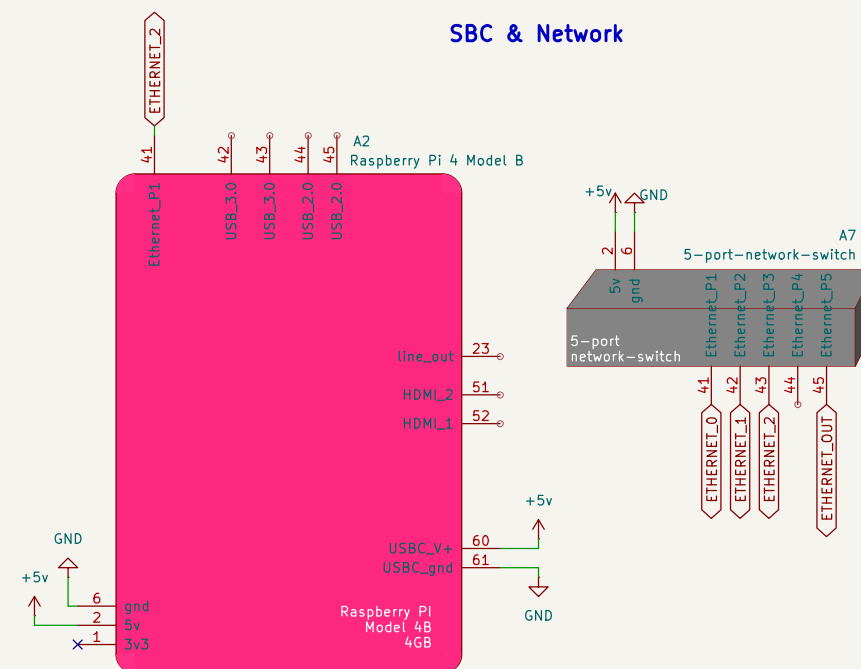 SBC & Network
ETHERNET_2
41
42
43
44
45
A2
Raspberry Pi 4 Model B
Ethernet_P1
USB_3.0
USB_3.0
USB_2.0
USB_2.0
line_out
23
HDMI_2
51
HDMI_1
52
+5v
USBC_V+
60
USBC_gnd
61
GND
GND
+5v
6
gnd
2
5v
1
3v3
Raspberry PI
Model 4B
4GB
+5v
GND
2
6
A7
5-port-network-switch
5v
gnd
Ethernet_P1
Ethernet_P2
Ethernet_P3
Ethernet_P4
Ethernet_P5
5-port
network-switch
41
42
43
44
45
ETHERNET_0
ETHERNET_1
ETHERNET_2
ETHERNET_OUT